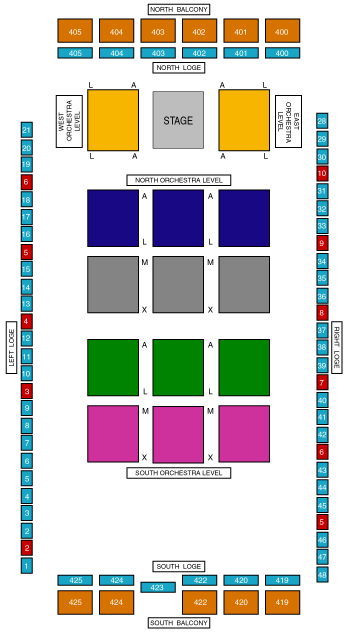 NORTH BALCONY
405 404 403 402 401 400
405 404 403 402 401 400
NORTH LOGE
L A A L
WEST
ORCHESTRA
LEVEL
STAGE
EAST
ORCHESTRA
LEVEL
L A A L
NORTH ORCHESTRA LEVEL
A A
L L
M M
X X
A A
L L
M M
X X
SOUTH ORCHESTRA LEVEL
LEFT LOGE
21
20
19
6
18
17
16
5
15
14
13
4
12
11
10
3
9
8
7
6
5
4
3
2
2
1
RIGHT LOGE
28
29
30
10
31
32
33
9
34
35
36
8
37
38
39
7
40
41
42
6
43
44
45
5
46
47
48
SOUTH LOGE
425 424 423 422 420 419
425 424 422 420 419
SOUTH BALCONY